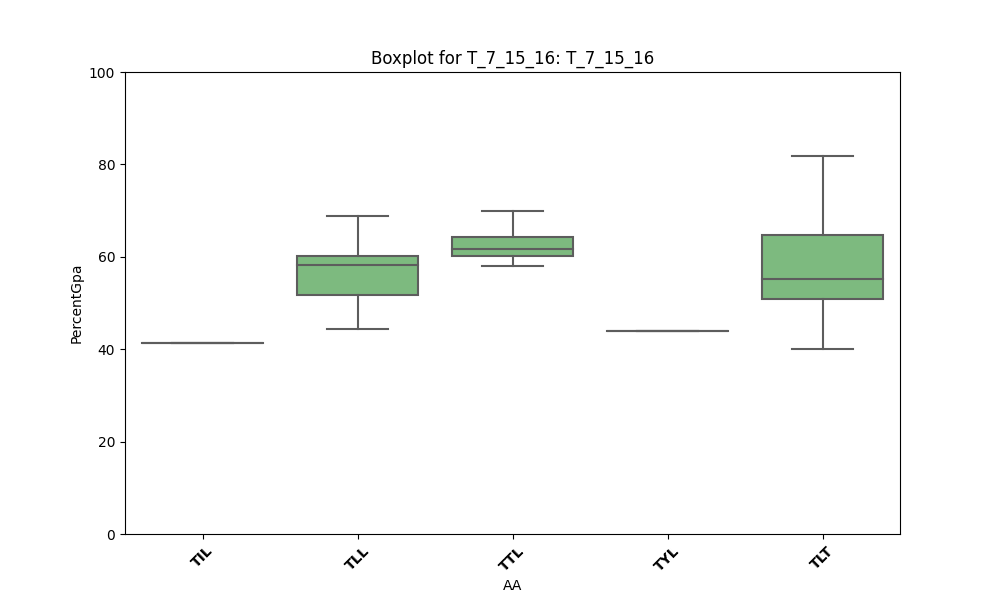 Boxplot for T_7_15_16: T_7_15_16
100
80
60
40
20
0
PercentGpa
TIL
TLL
TTL
TYL
TLT
AA